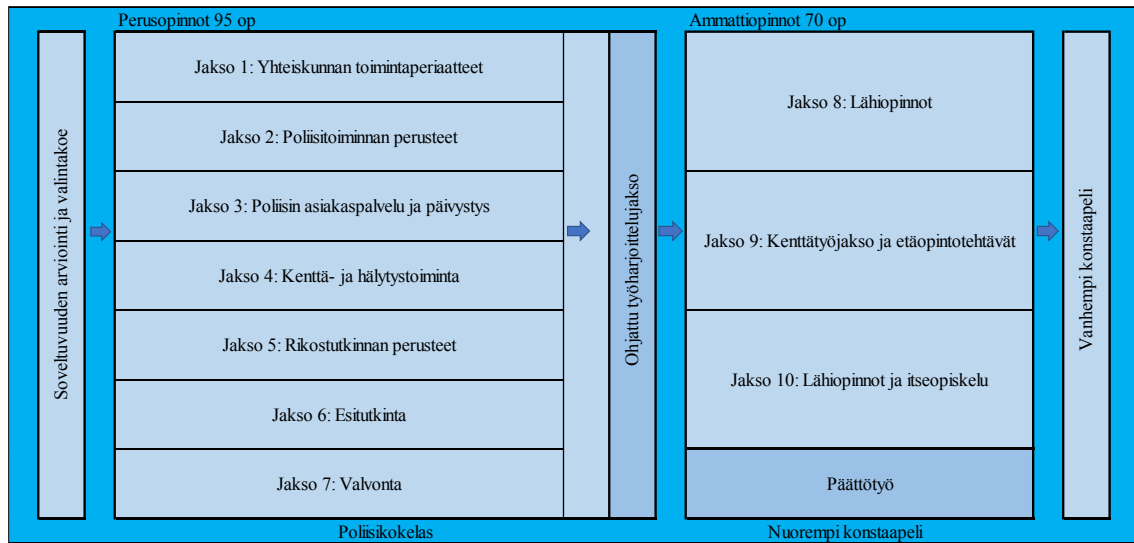 Perusopinnot 95 op
Ammattiopinnot 70 op
Soveltuvuuden arviointi ja valintakoe
Jakso 1: Yhteiskunnan toimintaperiaatteet
Jakso 2: Poliisitoiminnan perusteet
Jakso 3: Poliisin asiakaspalvelu ja päivystys
Jakso 4: Kenttä- ja hälytystoiminta
Jakso 5: Rikostutkinnan perusteet
Jakso 6: Esitutkinta
Jakso 7: Valvonta
Ohjattu työharjoittelujakso
Jakso 8: Lähiopinnot
Jakso 9: Kenttätyöjakso ja etäopintotehtävät
Jakso 10: Lähiopinnot ja itseopiskelu
Päättötyö
Vanhempi konstaapeli
Poliisikokelas
Nuorempi konstaapeli